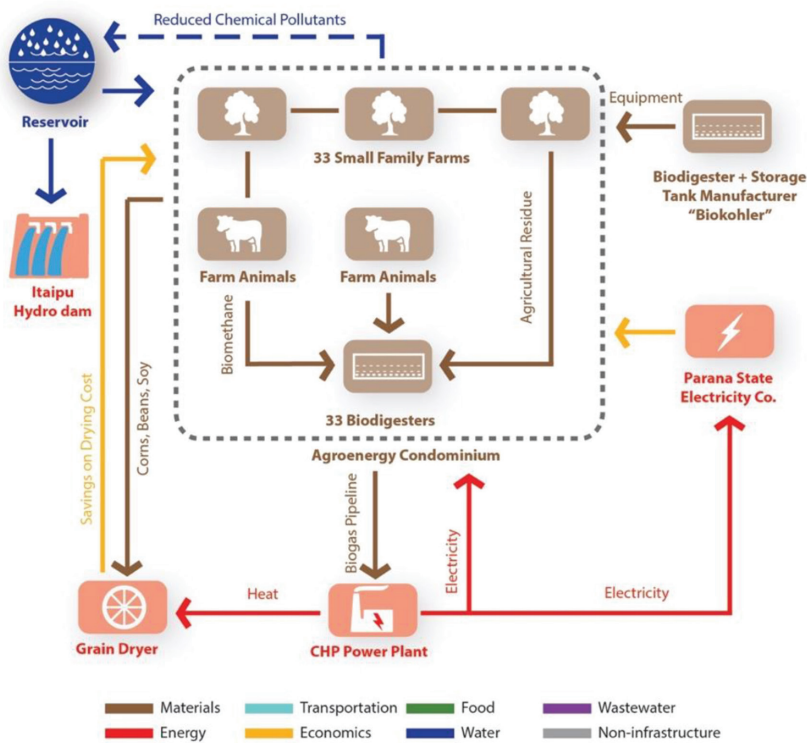 Reduced Chemical Pollutants
Reservoir
Itaipu
Hydro dam
33 Small Family Farms
Equipment
Biodigester + Storage
Tank Manufacturer
“Biokohler”
Farm Animals
Farm Animals
Biomethane
Agricultural Residue
33 Biodigesters
Agroenergy Condominium
Parana State
Electricity Co.
Savings on Drying Cost
Corns, Beans, Soy
Biogas Pipeline
Electricity
Electricity
Heat
Grain Dryer
CHP Power Plant
Materials
Transportation
Food
Wastewater
Energy
Economics
Water
Non-infrastructure